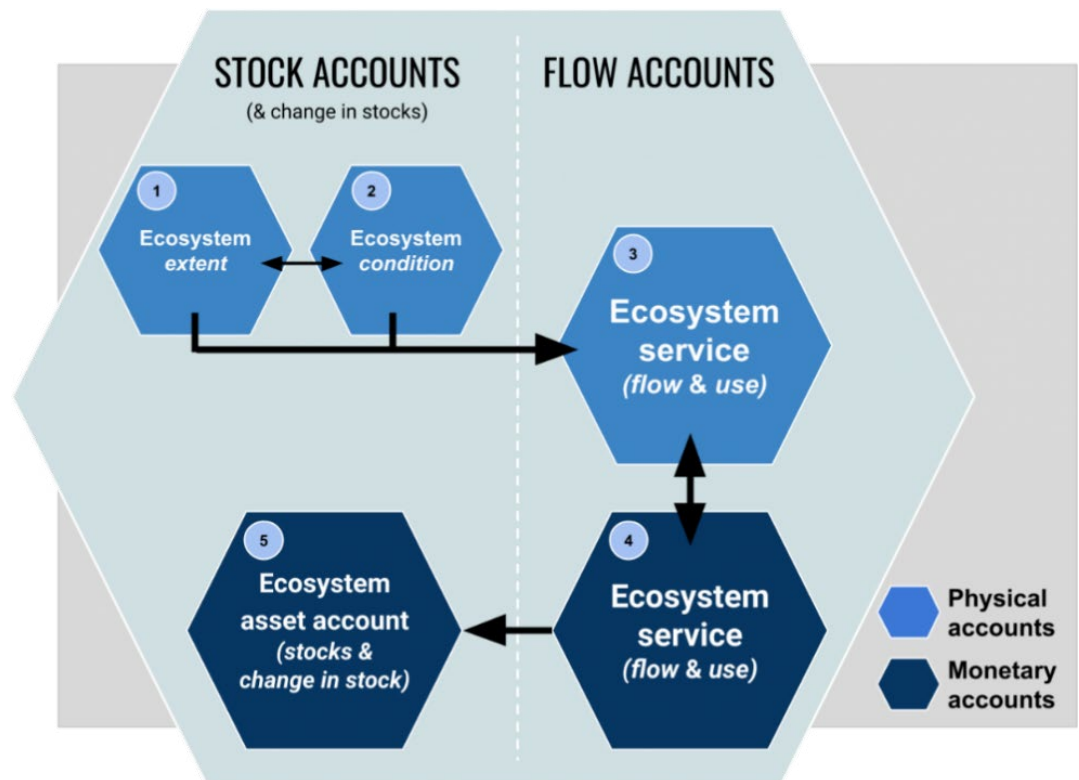 STOCK ACCOUNTS
(& change in stocks)
FLOW ACCOUNTS
1
Ecosystem
extent
2
Ecosystem
condition
3
Ecosystem
service
(flow & use)
5
Ecosystem
asset account
(stocks &
change in stock)
4
Ecosystem
service
(flow & use)
Physical
accounts
Monetary
accounts